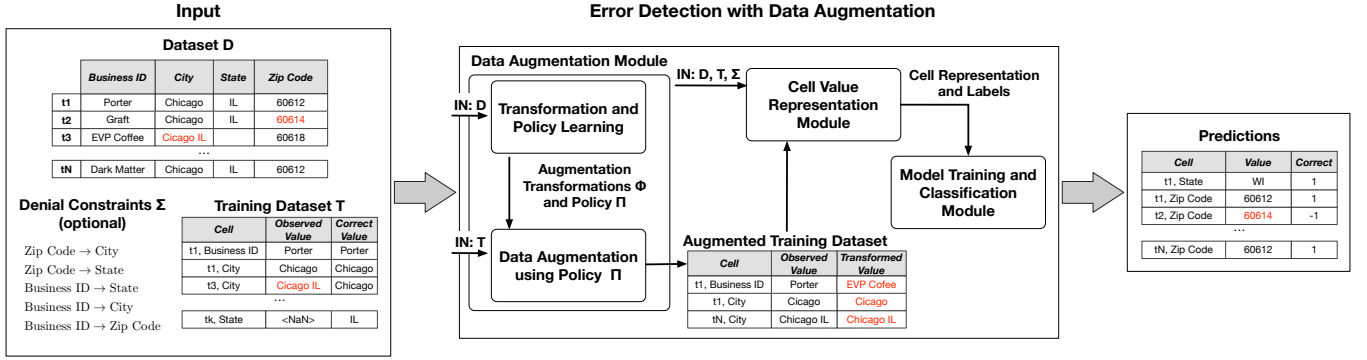 Input
Error Detection with Data Augmentation
Dataset D
Business ID City State Zip Code
t1 Porter Chicago IL 60612
t2 Graft Chicago IL 60614
t3 EVP Coffee Cicago IL 60618
...
tN Dark Matter Chicago IL 60612
Denial Constraints Σ
(optional)
Zip Code → City
Zip Code → State
Business ID → State
Business ID → City
Business ID → Zip Code
Training Dataset T
Cell Observed Value Correct Value
t1, Business ID Porter Porter
t1, City Chicago Chicago
t3, City Cicago IL Chicago
...
tk, State <NaN> IL
Data Augmentation Module
IN: D
Transformation and
Policy Learning
Augmentation
Transformations Φ
and Policy Π
IN: T
Data Augmentation
using Policy Π
IN: D, T, Σ
Cell Value
Representation
Module
Cell Representation
and Labels
Model Training and
Classification
Module
Augmented Training Dataset
Cell Observed Value Transformed Value
t1, Business ID Porter EVP Cofee
t1, City Cicago Cicago
tN, City Chicago IL Chicago IL
Predictions
Cell Value Correct
t1, State WI 1
t1, Zip Code 60612 1
t2, Zip Code 60614 -1
...
tN, Zip Code 60612 1